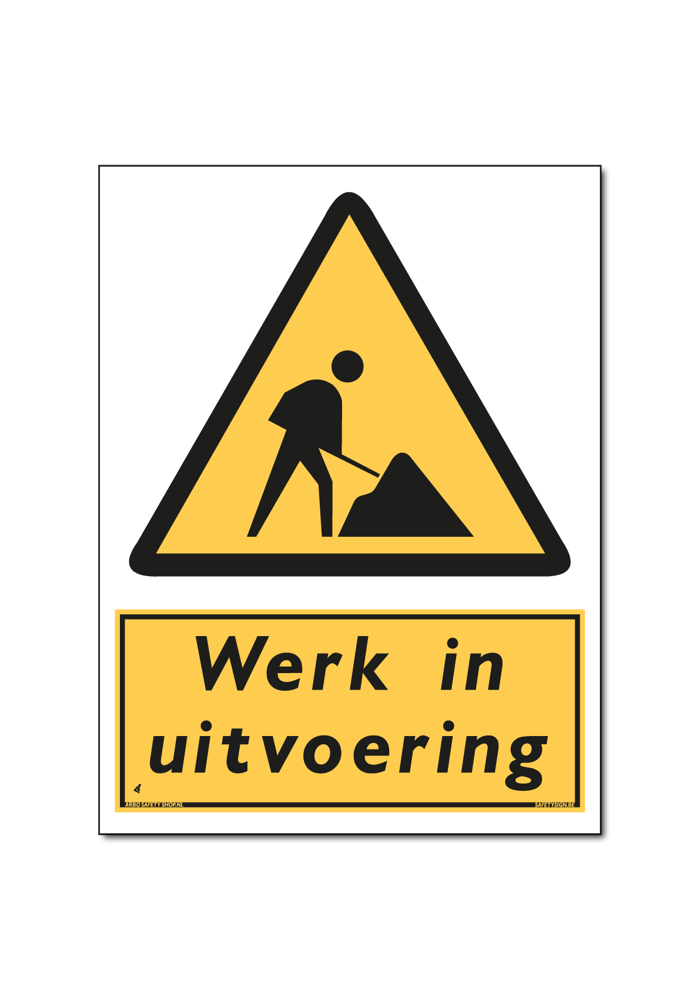 Werk in
uitvoering
ARBO SAFETY SHOP.NL
SAFETYSIGN.BE